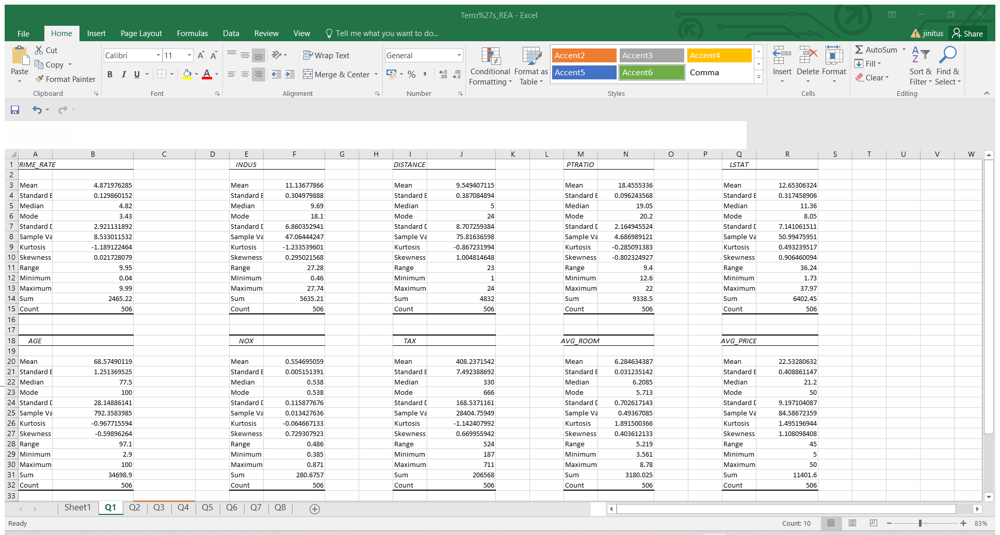 Terro%27s_REA - Excel
File Home Insert Page Layout Formulas Data Review View Tell me what you want to do... jinitus Share
Paste Cut Copy Format Painter Clipboard
Calibri 11 A A B I U A Font
Wrap Text Merge & Center Alignment
General % , .00 .00 Number
Conditional Formatting Format as Table Accent2 Accent3 Accent4 Accent5 Accent6 Comma Styles
Insert Delete Format Cells
AutoSum Fill Clear Sort & Filter Find & Select Editing
A B C D E F G H I J K L M N O P Q R S T U V W
1 RIME_RATE INDUS DISTANCE PTRATIO LSTAT
2
3 Mean 4.871976285 Mean 11.13677866 Mean 9.549407115 Mean 18.4555336 Mean 12.65306324
4 Standard E 0.129860152 Standard E 0.304979888 Standard E 0.387084894 Standard E 0.096243568 Standard E 0.317458906
5 Median 4.82 Median 9.69 Median 5 Median 19.05 Median 11.36
6 Mode 3.43 Mode 18.1 Mode 24 Mode 20.2 Mode 8.05
7 Standard D 2.921131892 Standard D 6.860352941 Standard D 8.707259384 Standard D 2.164945524 Standard D 7.141061511
8 Sample Va 8.533011532 Sample Va 47.06444247 Sample Va 75.81636598 Sample Va 4.686989121 Sample Va 50.99475951
9 Kurtosis -1.189122464 Kurtosis -1.233539601 Kurtosis -0.867231994 Kurtosis -0.285091383 Kurtosis 0.493239517
10 Skewness 0.021728079 Skewness 0.295021568 Skewness 1.004814648 Skewness -0.802324927 Skewness 0.906460094
11 Range 9.95 Range 27.28 Range 23 Range 9.4 Range 36.24
12 Minimum 0.04 Minimum 0.46 Minimum 1 Minimum 12.6 Minimum 1.73
13 Maximum 9.99 Maximum 27.74 Maximum 24 Maximum 22 Maximum 37.97
14 Sum 2465.22 Sum 5635.21 Sum 4832 Sum 9338.5 Sum 6402.45
15 Count 506 Count 506 Count 506 Count 506 Count 506
16
17
18 AGE NOX TAX AVG_ROOM AVG_PRICE
19
20 Mean 68.57490119 Mean 0.554695059 Mean 408.2371542 Mean 6.284634387 Mean 22.53280632
21 Standard E 1.251369525 Standard E 0.005151391 Standard E 7.492388692 Standard E 0.031235142 Standard E 0.408861147
22 Median 77.5 Median 0.538 Median 330 Median 6.2085 Median 21.2
23 Mode 100 Mode 0.538 Mode 666 Mode 5.713 Mode 50
24 Standard D 28.14886141 Standard D 0.115877676 Standard D 168.5371161 Standard D 0.702617143 Standard D 9.197104087
25 Sample Va 792.3583985 Sample Va 0.013427636 Sample Va 28404.75949 Sample Va 0.49367085 Sample Va 84.58672359
26 Kurtosis -0.967715594 Kurtosis -0.064667133 Kurtosis -1.142407992 Kurtosis 1.891500366 Kurtosis 1.495196944
27 Skewness -0.59896264 Skewness 0.729307923 Skewness 0.669955942 Skewness 0.403612133 Skewness 1.108098408
28 Range 97.1 Range 0.486 Range 524 Range 5.219 Range 45
29 Minimum 2.9 Minimum 0.385 Minimum 187 Minimum 3.561 Minimum 5
30 Maximum 100 Maximum 0.871 Maximum 711 Maximum 8.78 Maximum 50
31 Sum 34698.9 Sum 280.6757 Sum 206568 Sum 3180.025 Sum 11401.6
32 Count 506 Count 506 Count 506 Count 506 Count 506
33
Sheet1 Q1 Q2 Q3 Q4 Q5 Q6 Q7 Q8
Ready Count: 10 83%